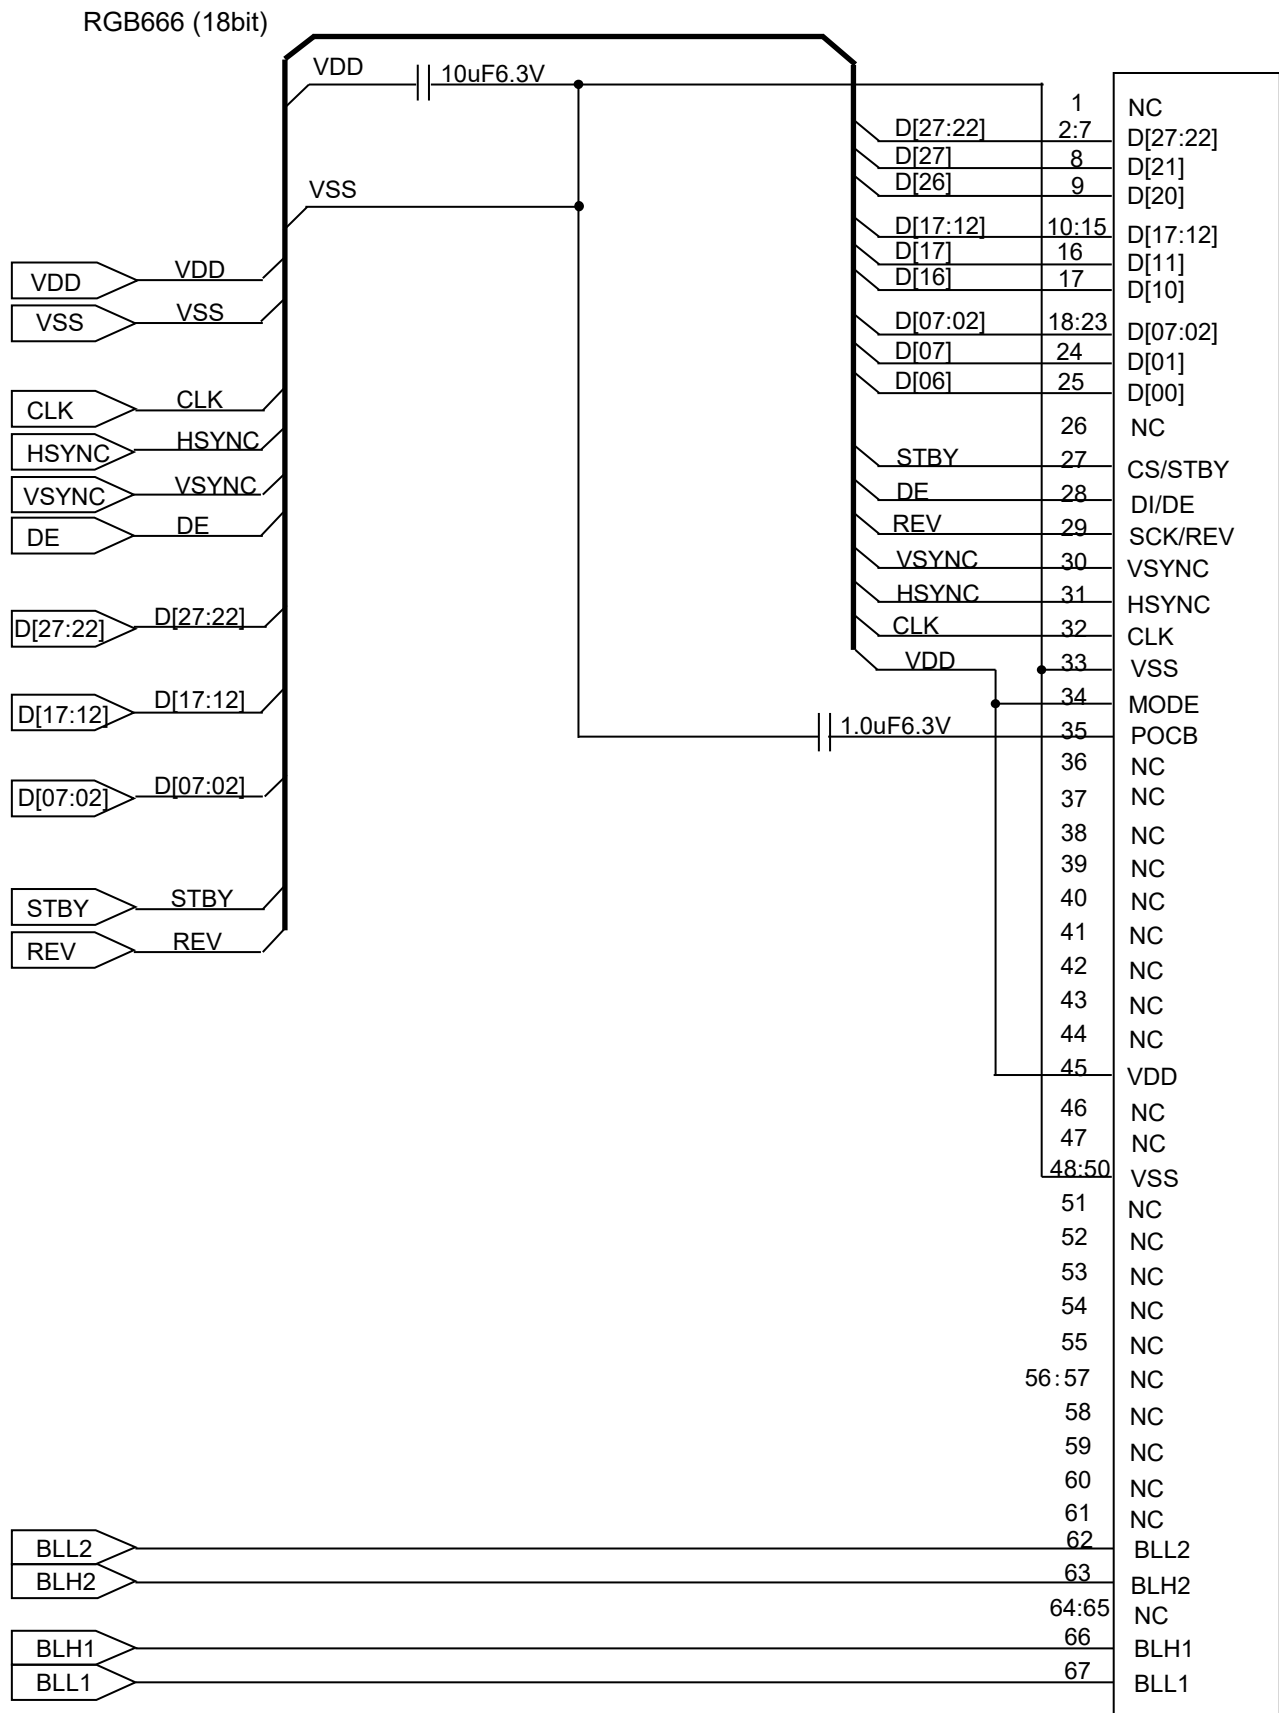 RGB666 (18bit)
VDD
10uF6.3V
VSS
VDD VDD
VSS VSS
CLK CLK
HSYNC HSYNC
VSYNC VSYNC
DE DE
D[27:22] D[27:22]
D[17:12] D[17:12]
D[07:02] D[07:02]
STBY STBY
REV REV
1 NC
D[27:22] 2:7 D[27:22]
D[27] 8 D[21]
D[26] 9 D[20]
D[17:12] 10:15 D[17:12]
D[17] 16 D[11]
D[16] 17 D[10]
D[07:02] 18:23 D[07:02]
D[07] 24 D[01]
D[06] 25 D[00]
26 NC
STBY 27 CS/STBY
DE 28 DI/DE
REV 29 SCK/REV
VSYNC 30 VSYNC
HSYNC 31 HSYNC
CLK 32 CLK
VDD 33 VSS
34 MODE
1.0uF6.3V 35 POCB
36 NC
37 NC
38 NC
39 NC
40 NC
41 NC
42 NC
43 NC
44 NC
45 VDD
46 NC
47 NC
48:50 VSS
51 NC
52 NC
53 NC
54 NC
55 NC
56:57 NC
58 NC
59 NC
60 NC
61 NC
BLL2 62 BLL2
BLH2 63 BLH2
64:65 NC
BLH1 66 BLH1
BLL1 67 BLL1